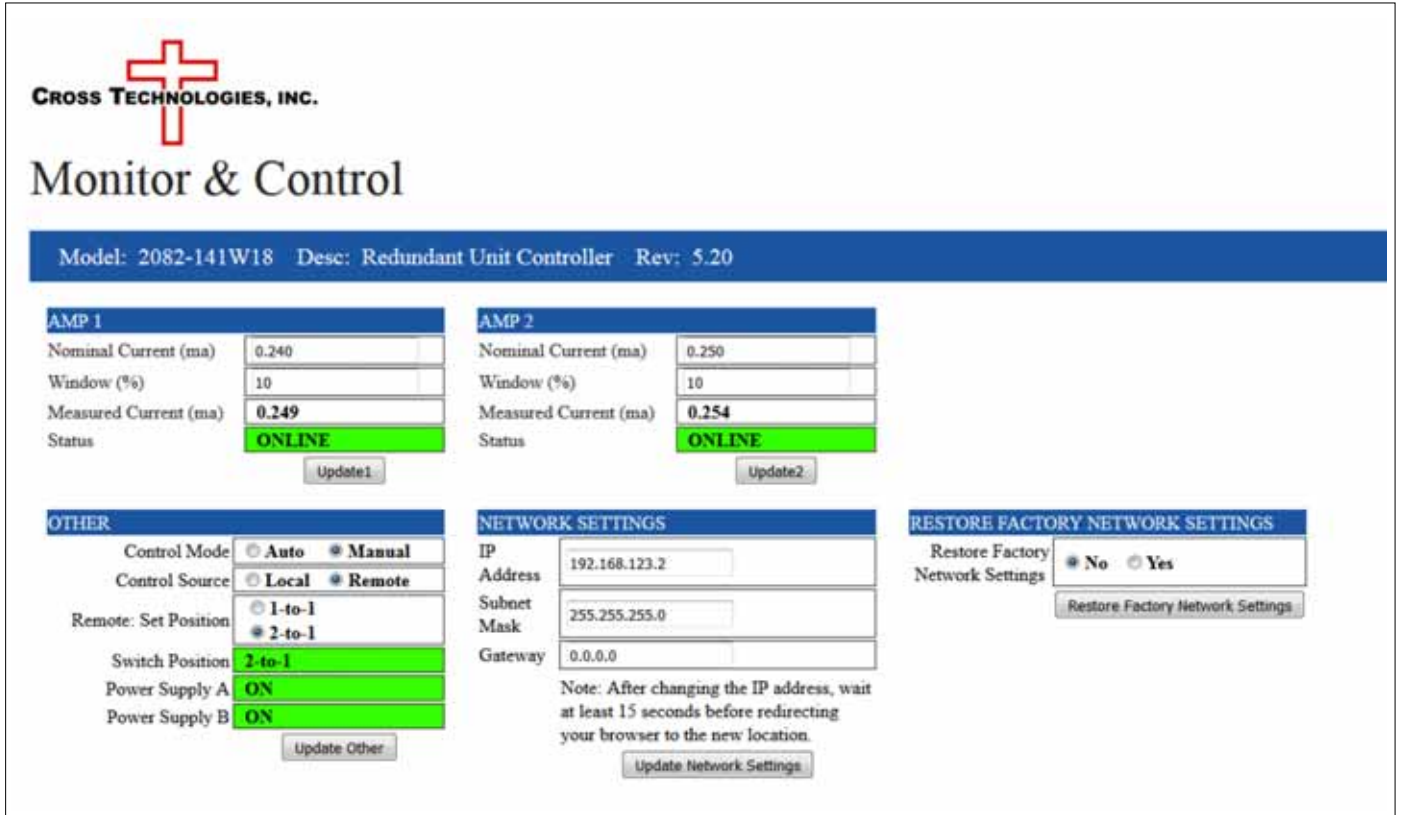 CROSS TECHNOLOGIES, INC.
Monitor & Control
Model: 2082-141W18 Desc: Redundant Unit Controller Rev: 5.20
AMP 1
Nominal Current (ma) 0.240
Window (%) 10
Measured Current (ma) 0.249
Status ONLINE
Update1
AMP 2
Nominal Current (ma) 0.250
Window (%) 10
Measured Current (ma) 0.254
Status ONLINE
Update2
OTHER
Control Mode Auto Manual
Control Source Local Remote
Remote: Set Position 1-to-1
2-to-1
Switch Position 2-to-1
Power Supply A ON
Power Supply B ON
Update Other
NETWORK SETTINGS
IP
Address 192.168.123.2
Subnet
Mask 255.255.255.0
Gateway 0.0.0.0
Note: After changing the IP address, wait
at least 15 seconds before redirecting
your browser to the new location.
Update Network Settings
RESTORE FACTORY NETWORK SETTINGS
Restore Factory
Network Settings No Yes
Restore Factory Network Settings